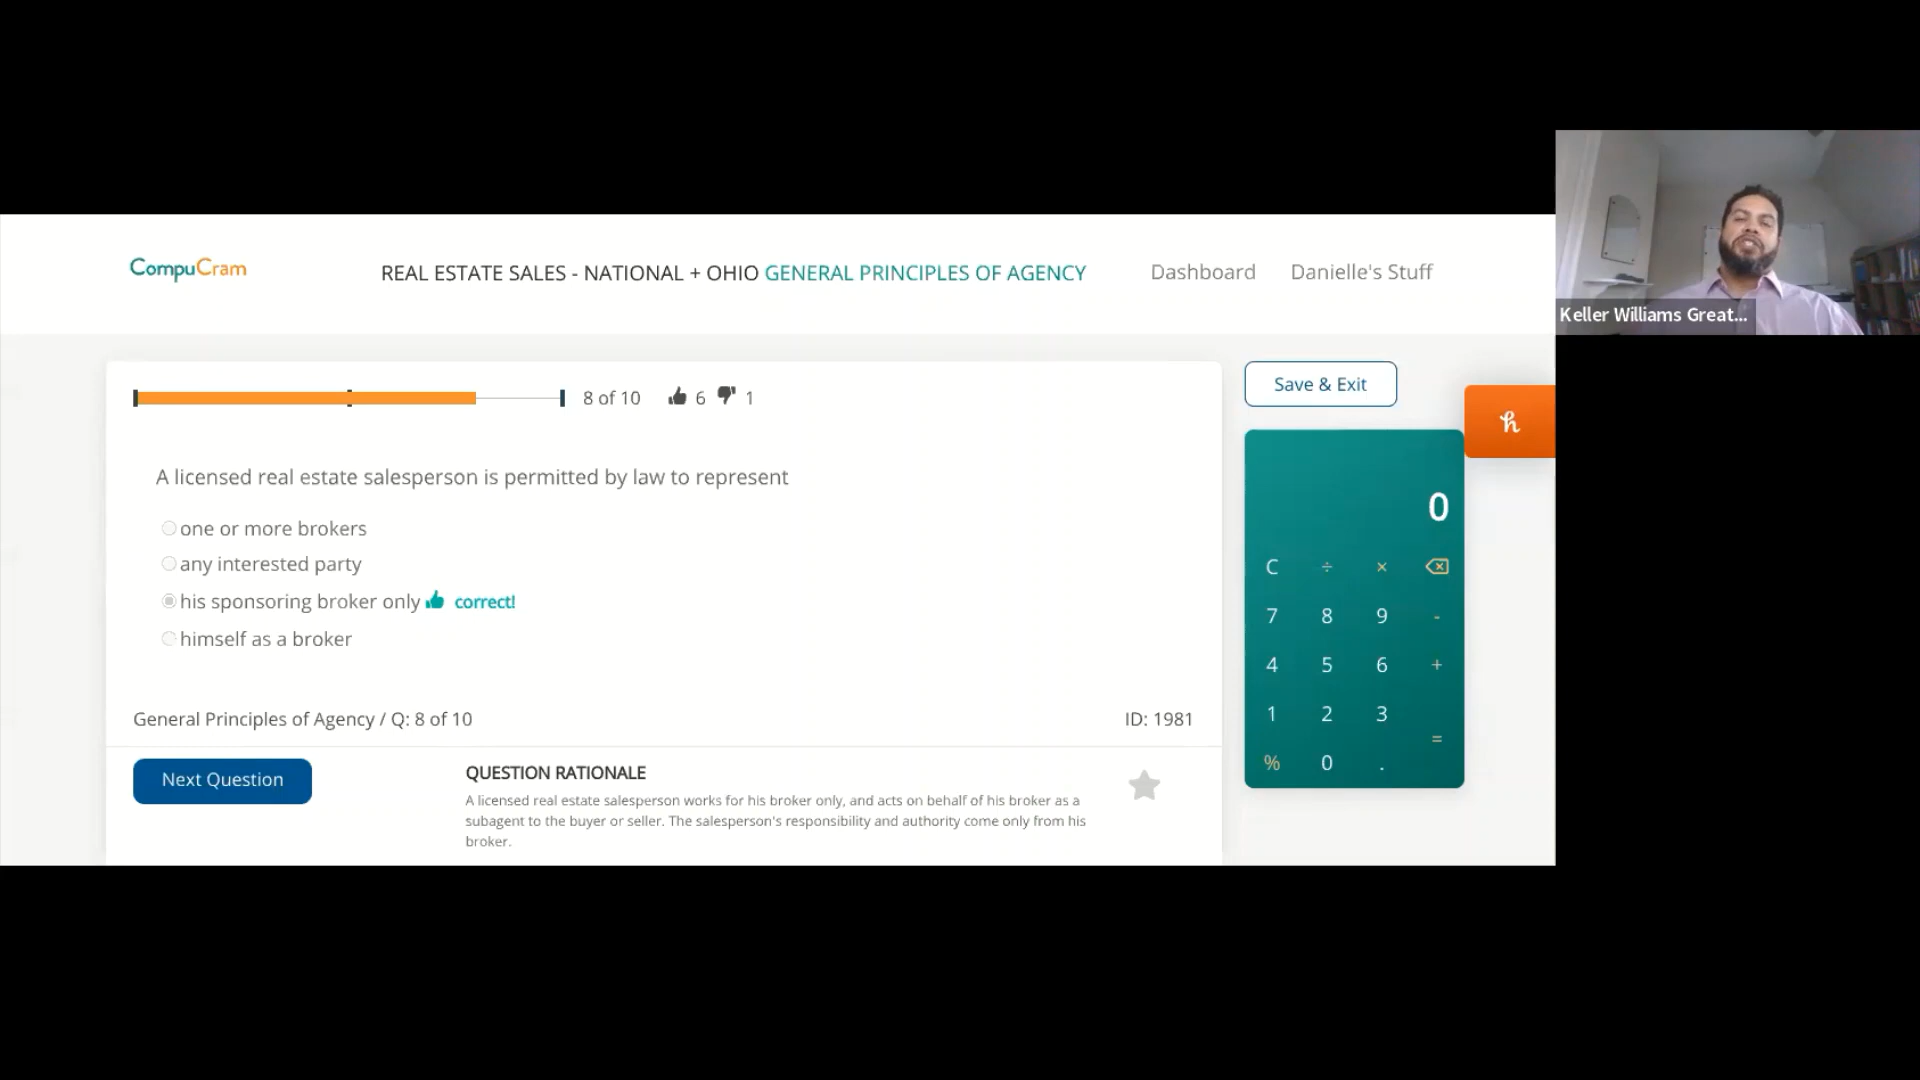 CompuCram
REAL ESTATE SALES - NATIONAL + OHIO GENERAL PRINCIPLES OF AGENCY
Dashboard
Danielle's Stuff
Keller Williams Great...
8 of 10
6
1
Save & Exit
A licensed real estate salesperson is permitted by law to represent
one or more brokers
any interested party
his sponsoring broker only correct!
himself as a broker
0
C ÷ ×
7 8 9 -
4 5 6 +
1 2 3
=
% 0 .
General Principles of Agency / Q: 8 of 10
ID: 1981
Next Question
QUESTION RATIONALE
A licensed real estate salesperson works for his broker only, and acts on behalf of his broker as a
subagent to the buyer or seller. The salesperson's responsibility and authority come only from his
broker.